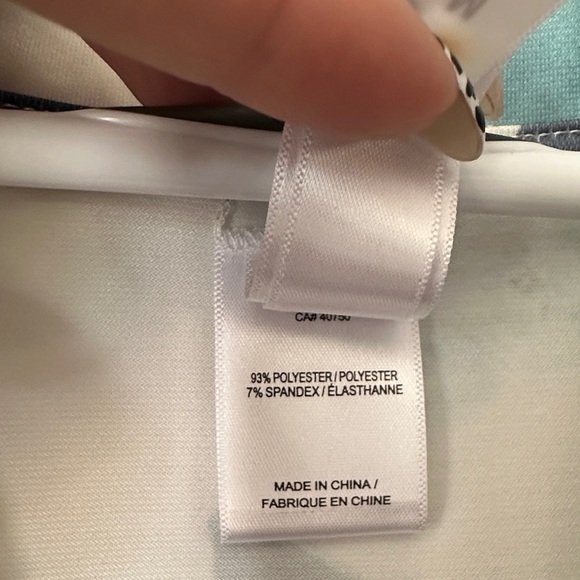 CA# 40750
93% POLYESTER / POLYESTER
7% SPANDEX / ÉLASTHANNE
MADE IN CHINA /
FABRIQUE EN CHINE